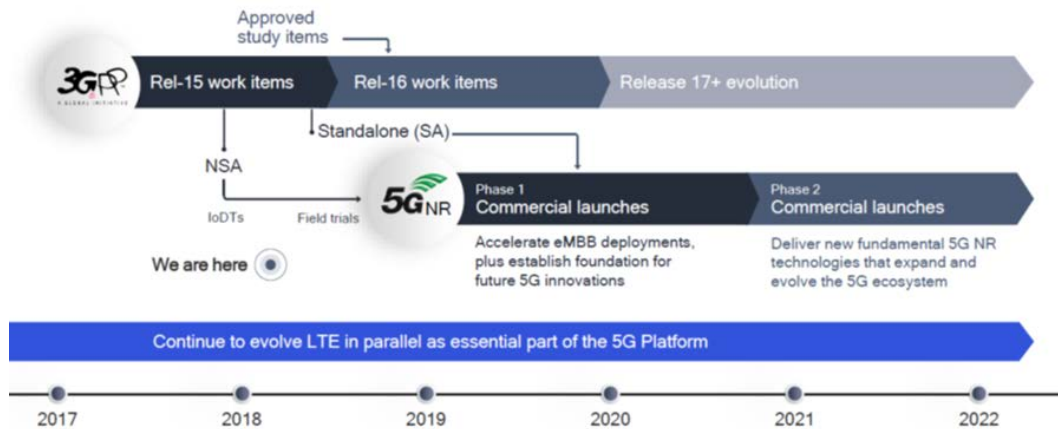 Approved
study items
3GPP
A GLOBAL INITIATIVE
Rel-15 work items
Rel-16 work items
Release 17+ evolution
Standalone (SA)
NSA
IoDTs
Field trials
5G NR
Phase 1
Commercial launches
Phase 2
Commercial launches
Accelerate eMBB deployments,
plus establish foundation for
future 5G innovations
Deliver new fundamental 5G NR
technologies that expand and
evolve the 5G ecosystem
We are here
Continue to evolve LTE in parallel as essential part of the 5G Platform
2017
2018
2019
2020
2021
2022